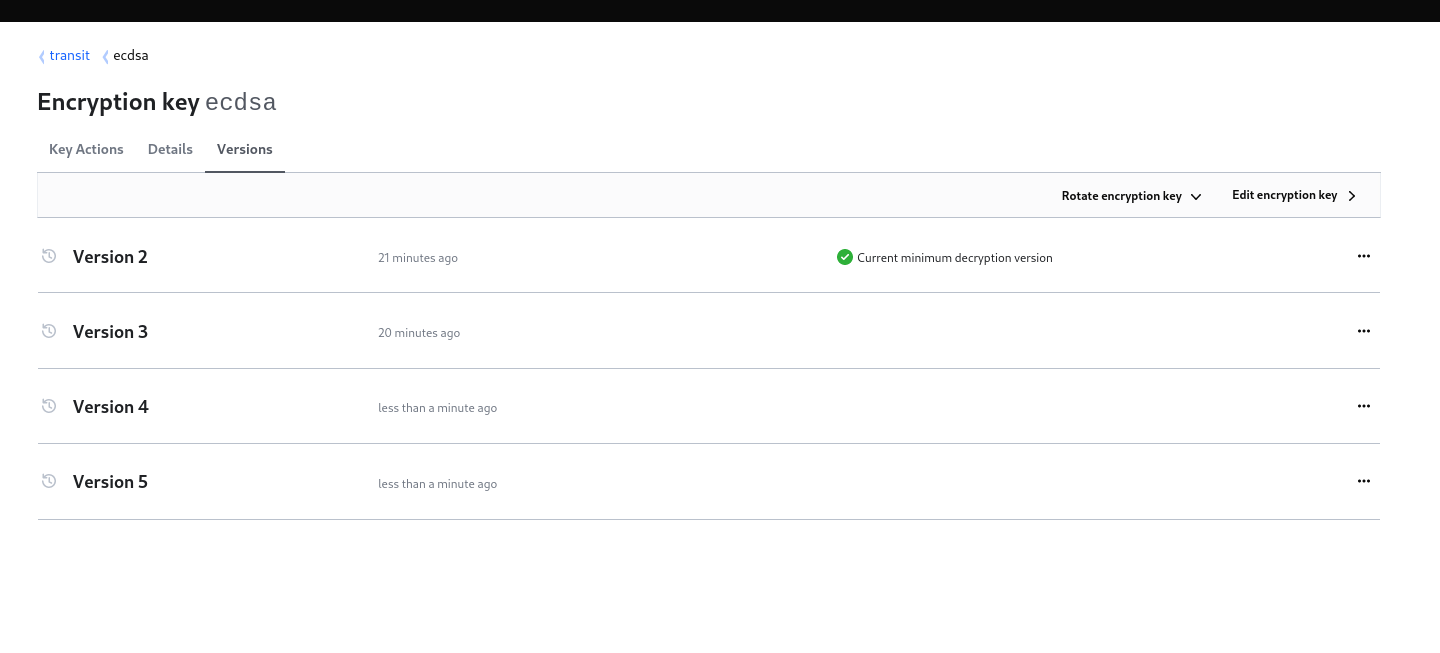 transit ecdsa
Encryption key ecdsa
Key Actions Details Versions
Rotate encryption key Edit encryption key
Version 2 21 minutes ago Current minimum decryption version
Version 3 20 minutes ago
Version 4 less than a minute ago
Version 5 less than a minute ago